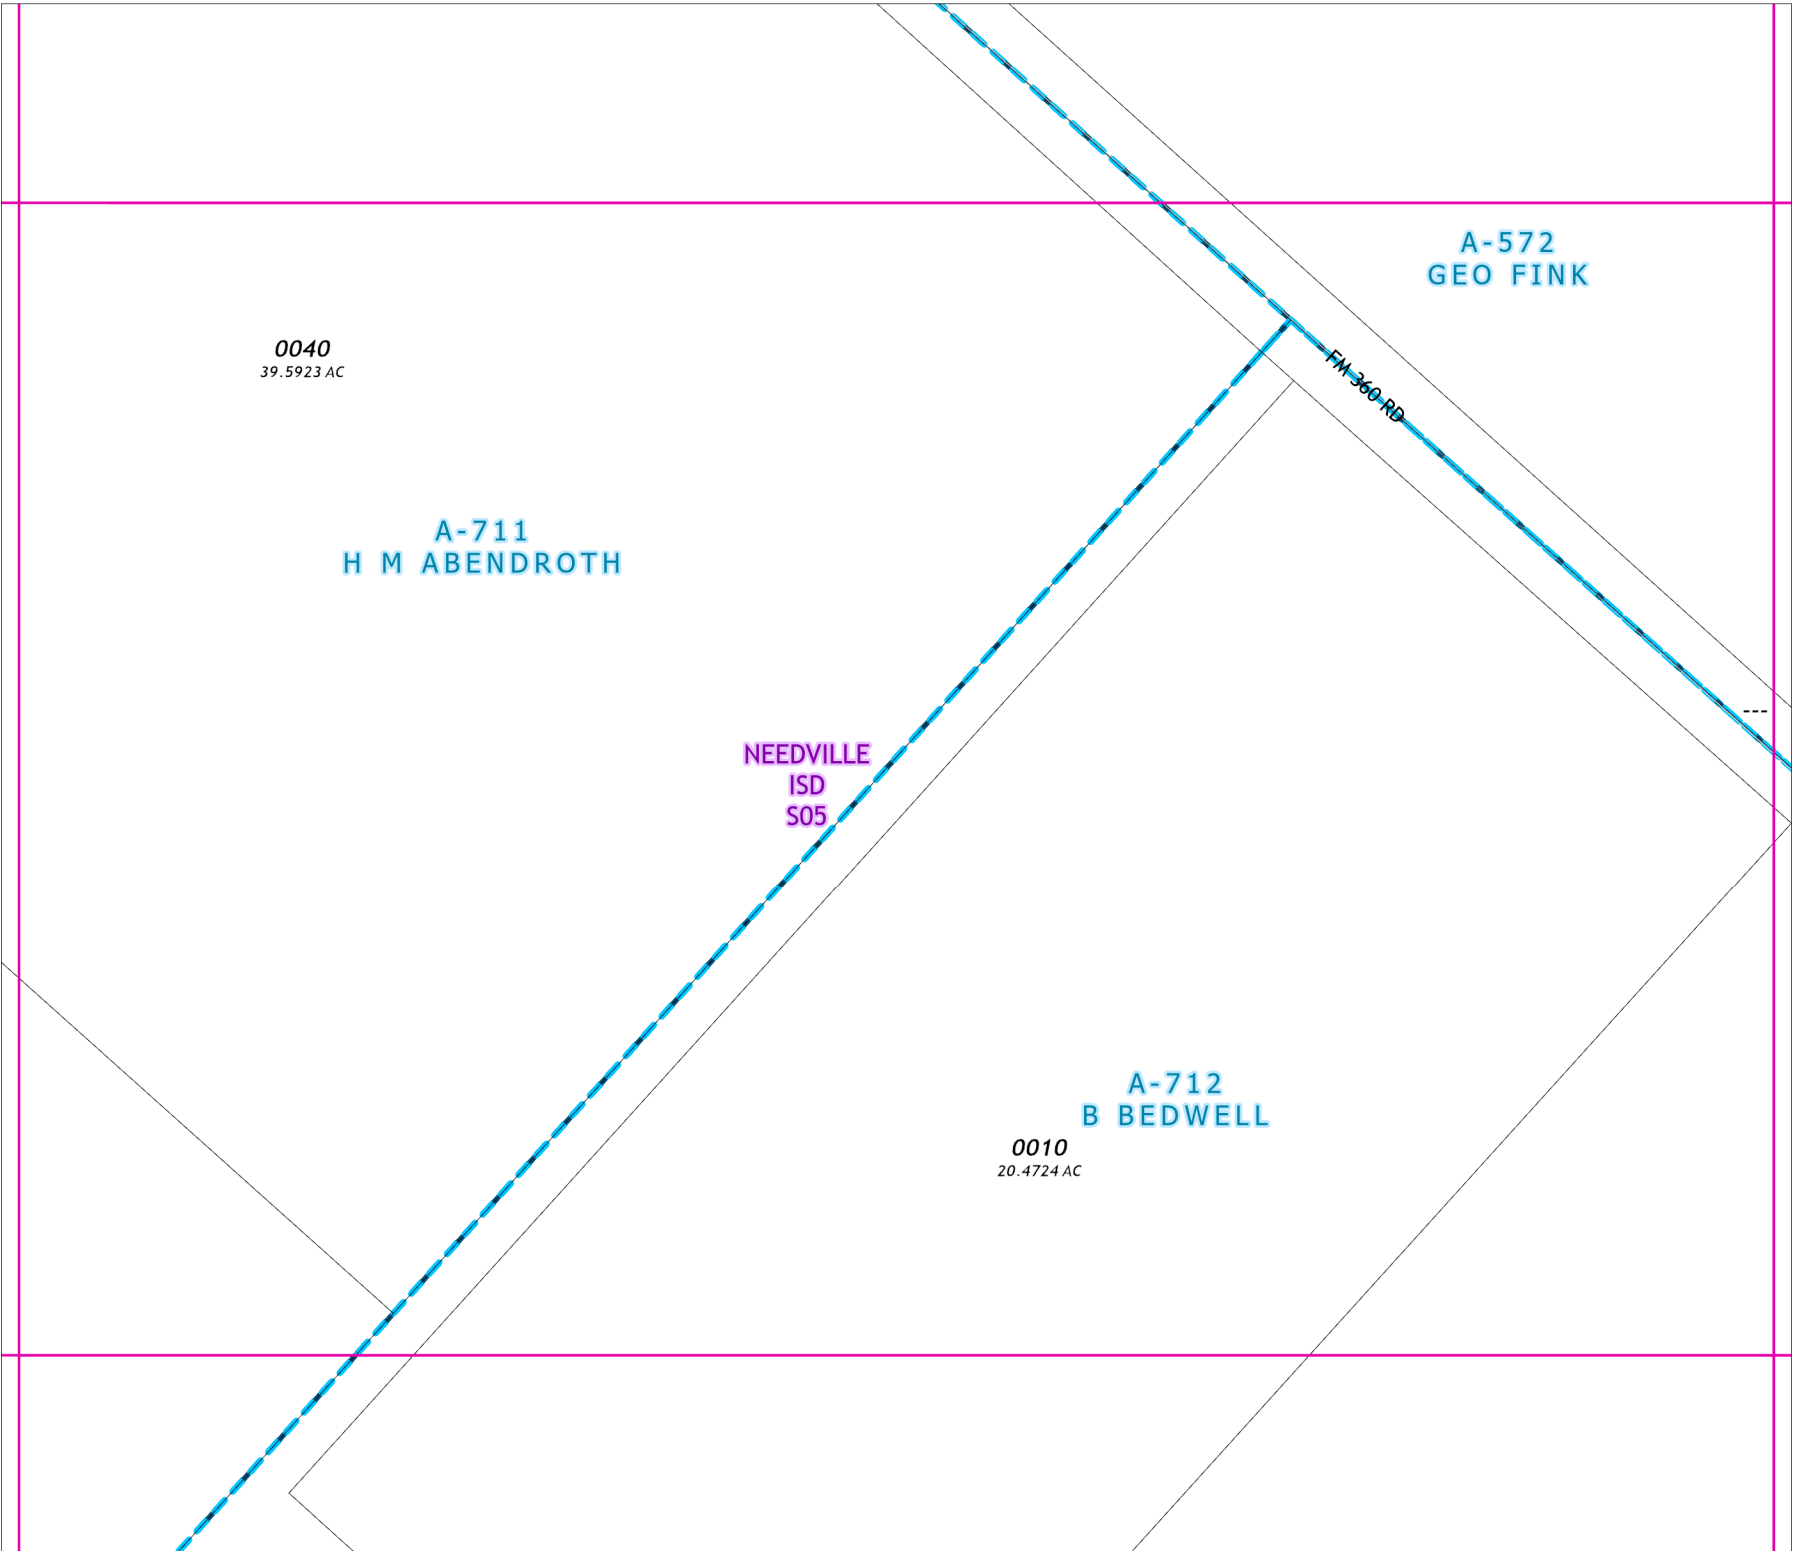 A-572
GEO FINK
0040
39.5923 AC
FM 360 RD
A-711
H M ABENDROTH
---
NEEDVILLE
ISD
S05
A-712
B BEDWELL
0010
20.4724 AC